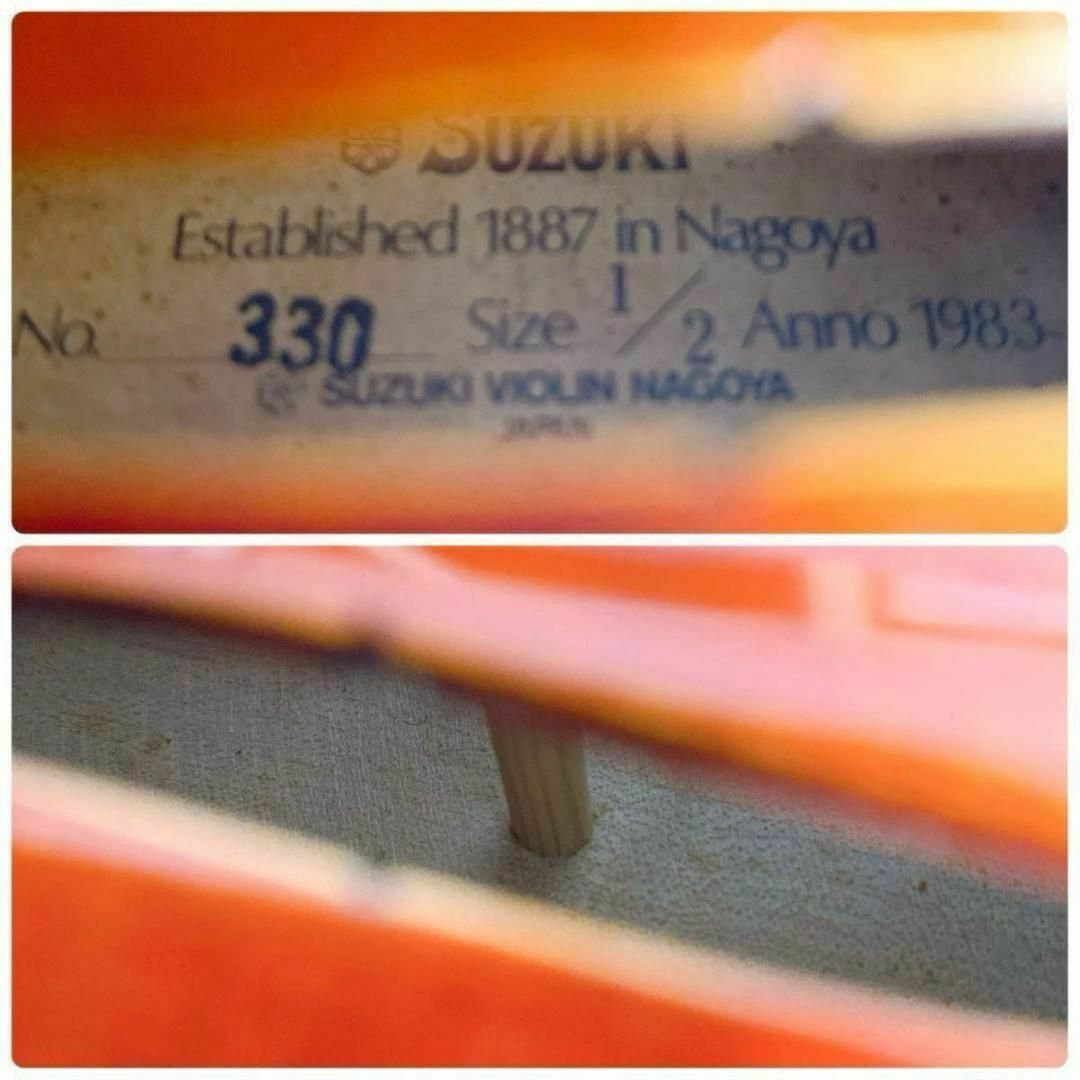 SUZUKI
Established 1887 in Nagoya
No. 330 Size 1/2 Anno 1983
SUZUKI VIOLIN NAGOYA
JAPAN